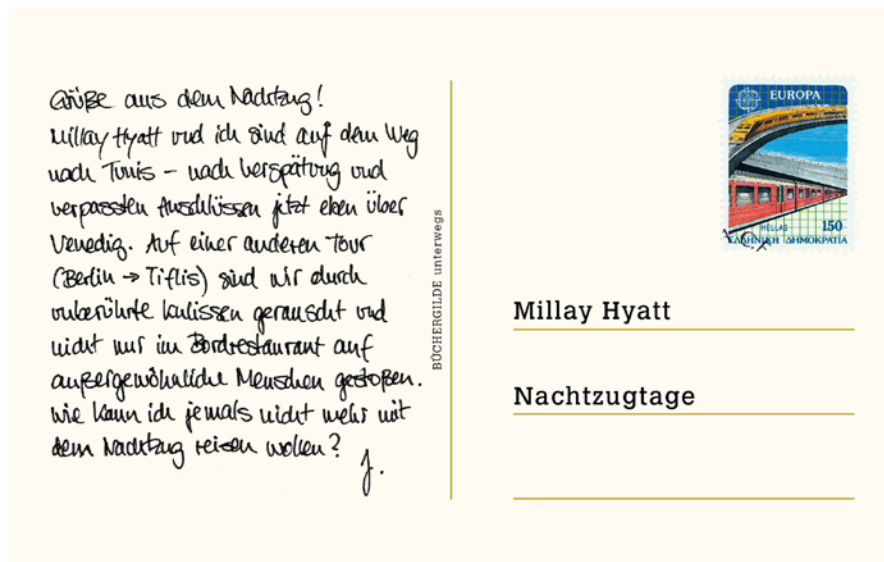 Grüße aus dem Nachtzug!
Millay Hyatt und ich sind auf dem Weg
nach Tunis – nach Verspätung und
verpassten Anschlüssen jetzt eben über
Venedig. Auf einer anderen Tour
(Berlin → Tiflis) sind wir durch
unberührte Kulissen gerauscht und
nicht nur im Bordrestaurant auf
außergewöhnliche Menschen gestoßen.
Wie kann ich jemals nicht mehr mit
dem Nachtzug reisen wollen?
J.
BÜCHERGILDE unterwegs
EUROPA
HELLAS 150
ΕΛΛΗΝΙΚΗ ΔΗΜΟΚΡΑΤΙΑ
Millay Hyatt
Nachtzugtage